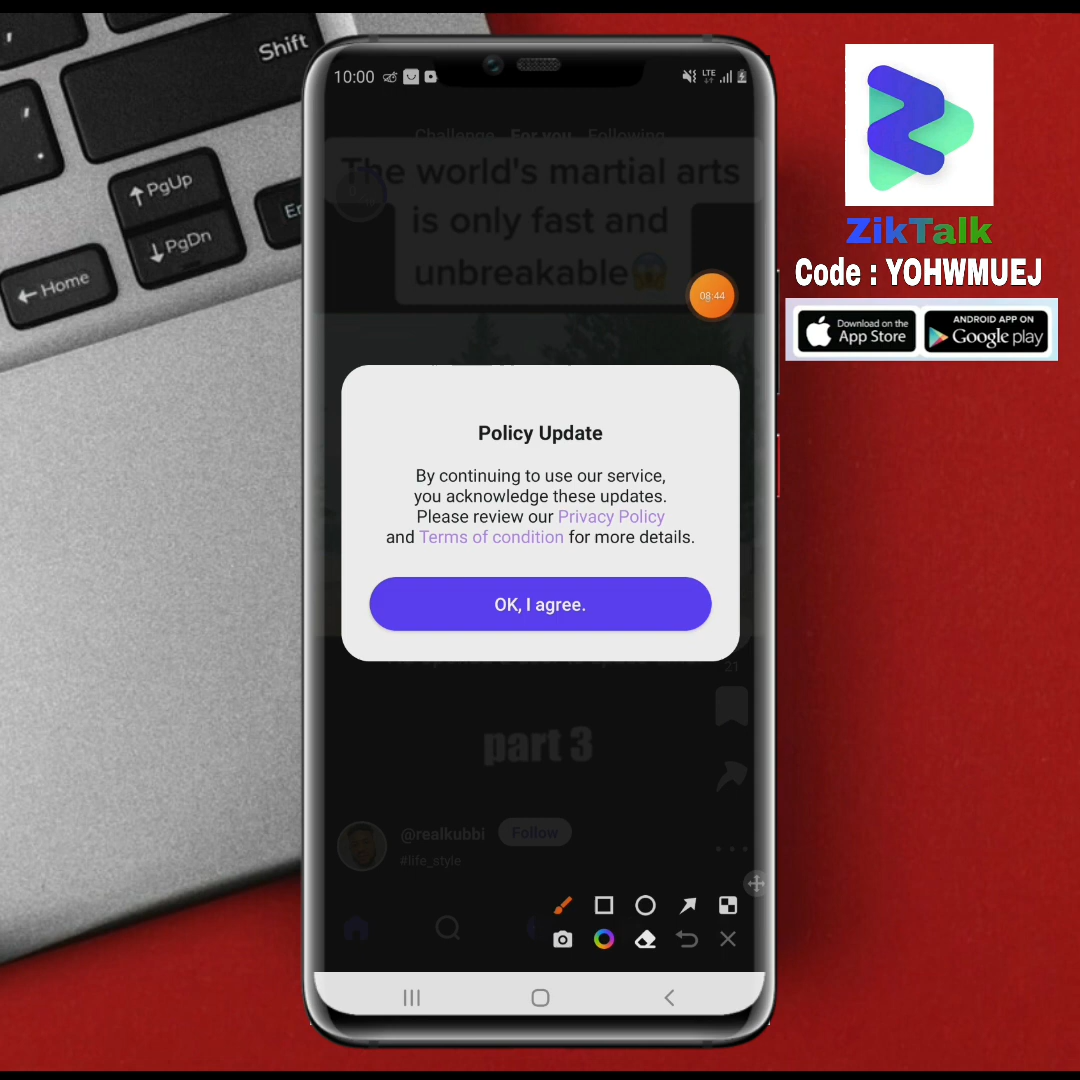 Shift
PgUp
PgDn
Home
10:00
LTE
Challenge For you Following
The world's martial arts
is only fast and
unbreakable😱
08:44
Policy Update
By continuing to use our service,
you acknowledge these updates.
Please review our Privacy Policy
and Terms of condition for more details.
OK, I agree.
21
part 3
@realkubbi
Follow
#life_style
ZikTalk
Code : YOHWMUEJ
Download on the
App Store
ANDROID APP ON
Google play